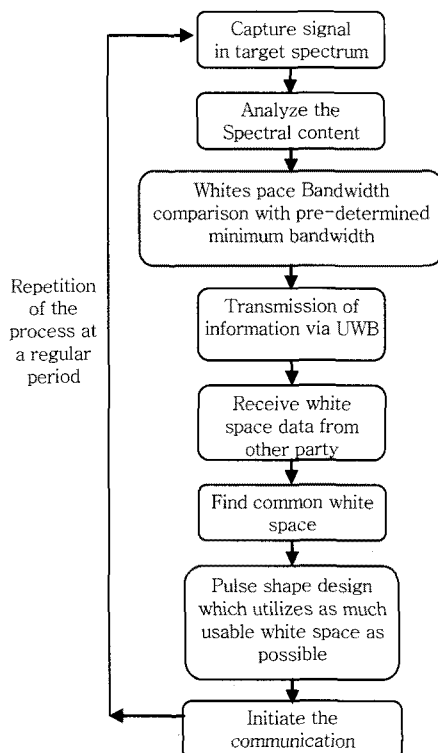 Capture signal
in target spectrum
Analyze the
Spectral content
Whites pace Bandwidth
comparison with pre-determined
minimum bandwidth
Repetition
of the
process at
a regular
period
Transmission of
information via UWB
Receive white
space data from
other party
Find common white
space
Pulse shape design
which utilizes as much
usable white space as
possible
Initiate the
communication